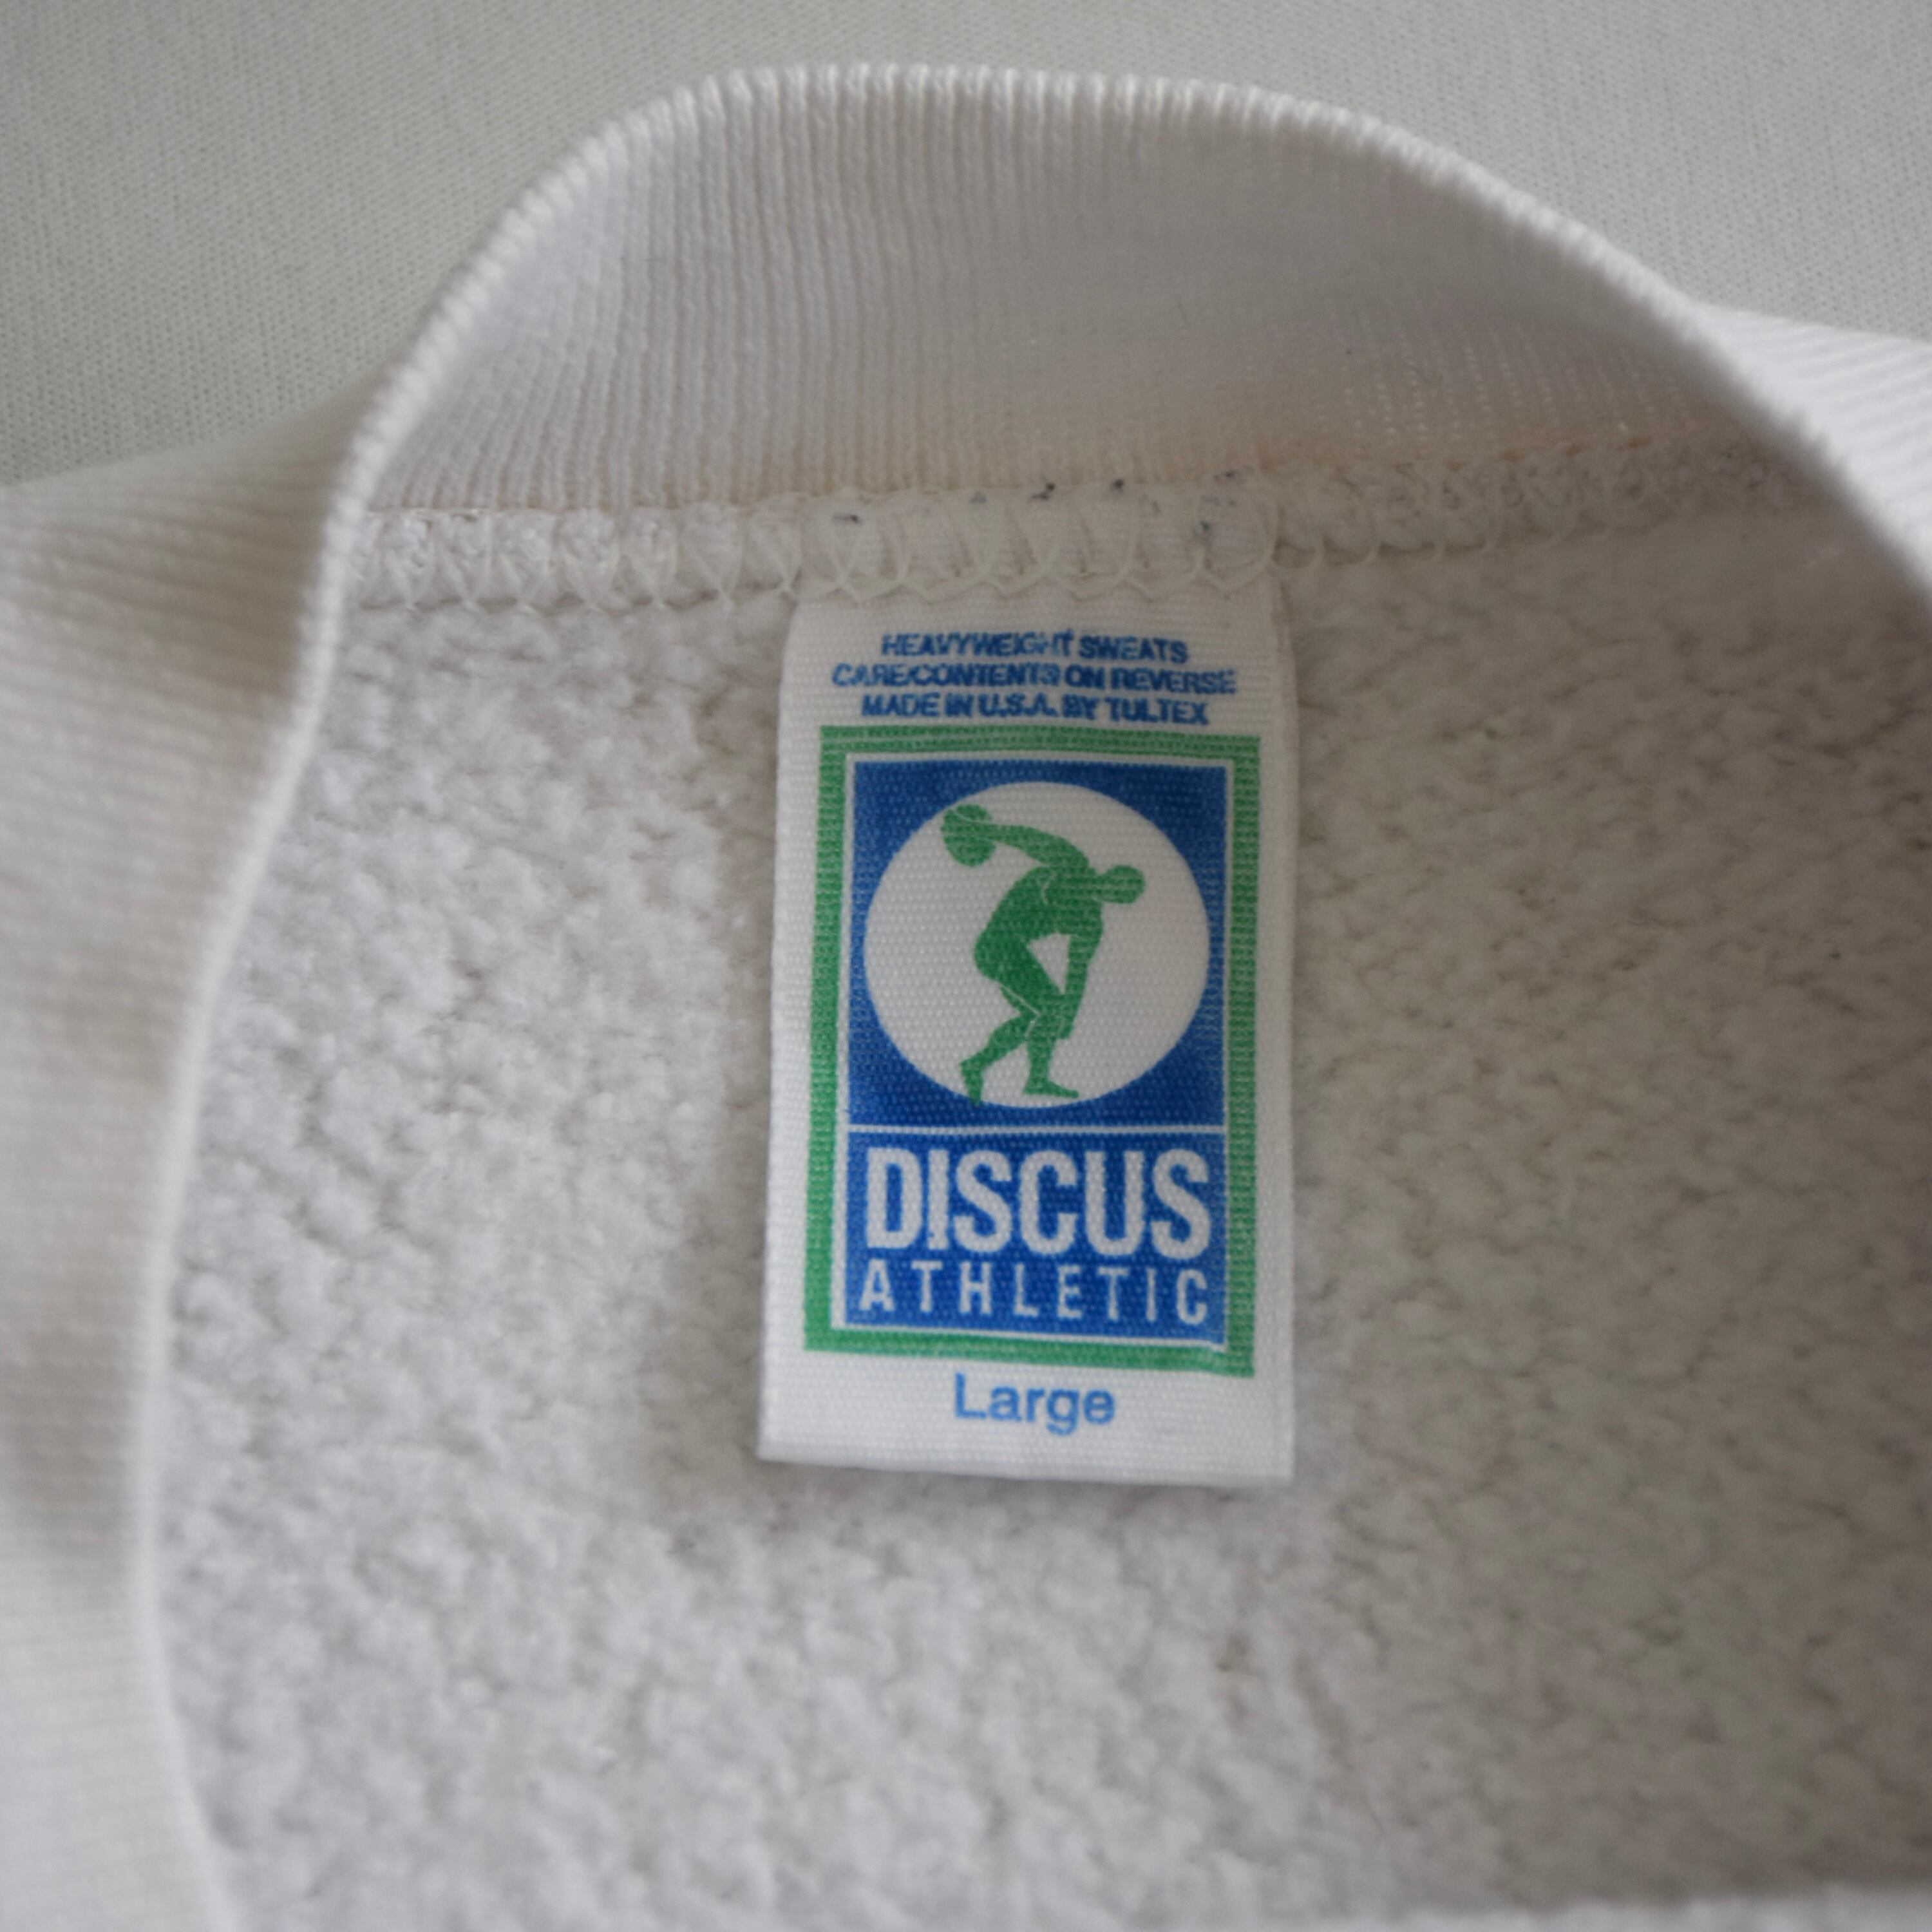 HEAVYWEIGHT SWEATS
CARE/CONTENTS ON REVERSE
MADE IN U.S.A. BY TULTEX
DISCUS
ATHLETIC
Large